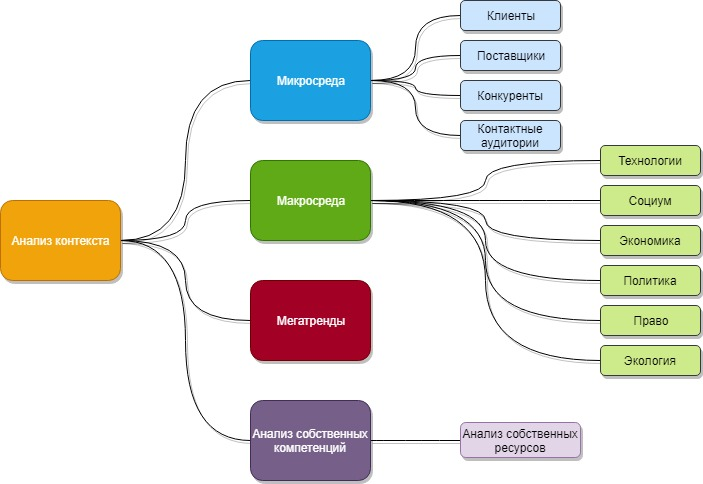 Анализ контекста
Микросреда
Клиенты
Поставщики
Конкуренты
Контактные
аудитории
Макросреда
Технологии
Социум
Экономика
Политика
Право
Экология
Мегатренды
Анализ собственных
компетенций
Анализ собственных
ресурсов